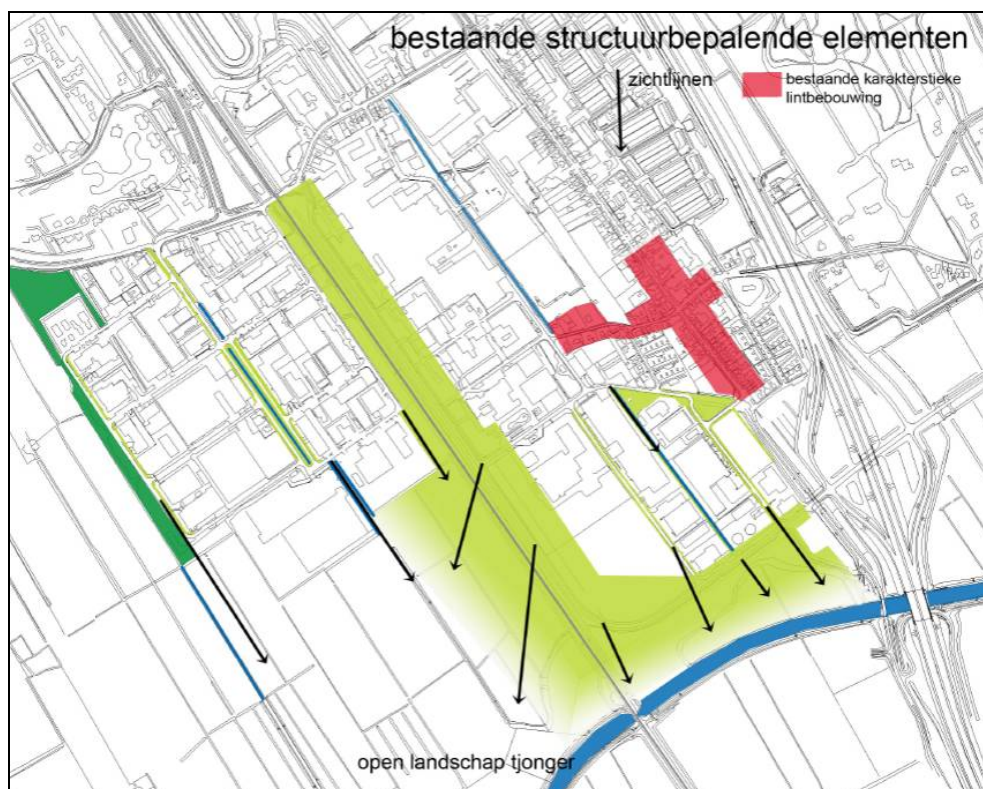 bestaande structuurbepalende elementen
zichtlijnen
bestaande karakterstieke
lintbebouwing
open landschap tjonger